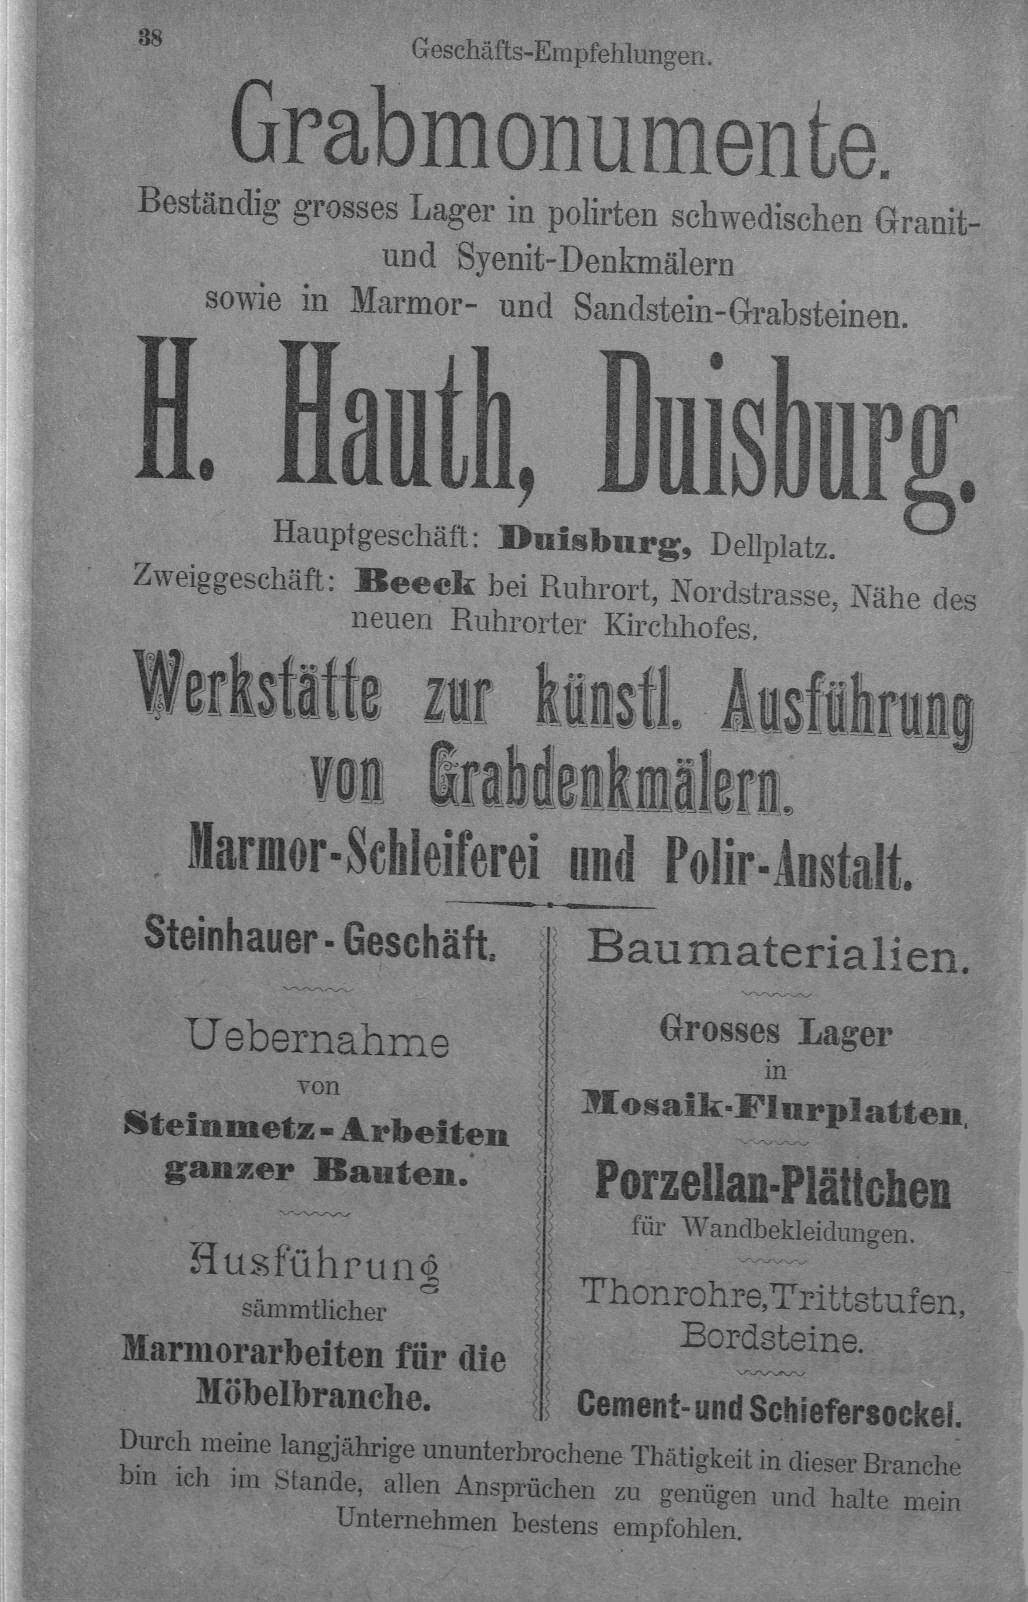 38
Geschäfts-Empfehlungen.
Grabmonumente.
Beständig grosses Lager in polirten schwedischen Granit-
und Syenit-Denkmälern
sowie in Marmor- und Sandstein-Grabsteinen.
H. Hauth, Duisburg.
Hauptgeschäft: Duisburg, Dellplatz.
Zweiggeschäft: Beeck bei Ruhrort, Nordstrasse, Nähe des
neuen Ruhrorter Kirchhofes.
Werkstätte zur künstl. Ausführung
von Grabdenkmälern.
Marmor-Schleiferei und Polir-Anstalt.
Steinhauer-Geschäft.
Uebernahme
von
Steinmetz-Arbeiten
ganzer Bauten.
Ausführung
sämmtlicher
Marmorarbeiten für die
Möbelbranche.
Baumaterialien.
Grosses Lager
in
Mosaik-Flurplatten.
Porzellan-Plättchen
für Wandbekleidungen.
Thonrohre, Trittstufen,
Bordsteine.
Cement- und Schiefersockel.
Durch meine langjährige ununterbrochene Thätigkeit in dieser Branche
bin ich im Stande, allen Ansprüchen zu genügen und halte mein
Unternehmen bestens empfohlen.